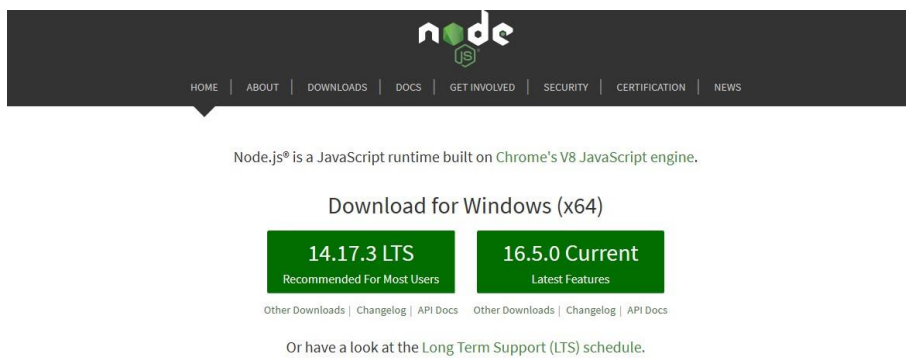 node
JS
HOME | ABOUT | DOWNLOADS | DOCS | GET INVOLVED | SECURITY | CERTIFICATION | NEWS
Node.js® is a JavaScript runtime built on Chrome's V8 JavaScript engine.
Download for Windows (x64)
14.17.3 LTS 16.5.0 Current
Recommended For Most Users Latest Features
Other Downloads | Changelog | API Docs Other Downloads | Changelog | API Docs
Or have a look at the Long Term Support (LTS) schedule.